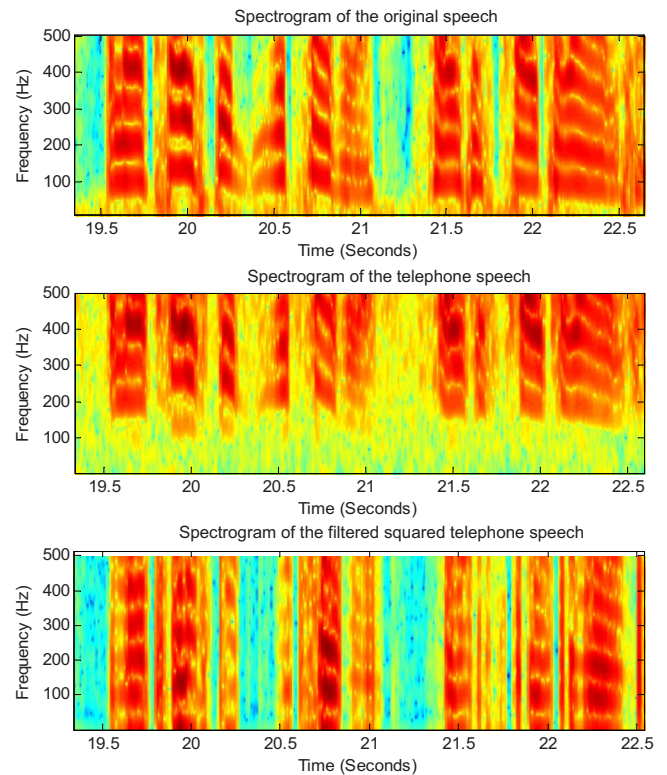 Spectrogram of the original speech
500
400
300
200
100
Frequency (Hz)
19.5 20 20.5 21 21.5 22 22.5
Time (Seconds)
Spectrogram of the telephone speech
500
400
300
200
100
Frequency (Hz)
19.5 20 20.5 21 21.5 22 22.5
Time (Seconds)
Spectrogram of the filtered squared telephone speech
500
400
300
200
100
Frequency (Hz)
19.5 20 20.5 21 21.5 22 22.5
Time (Seconds)